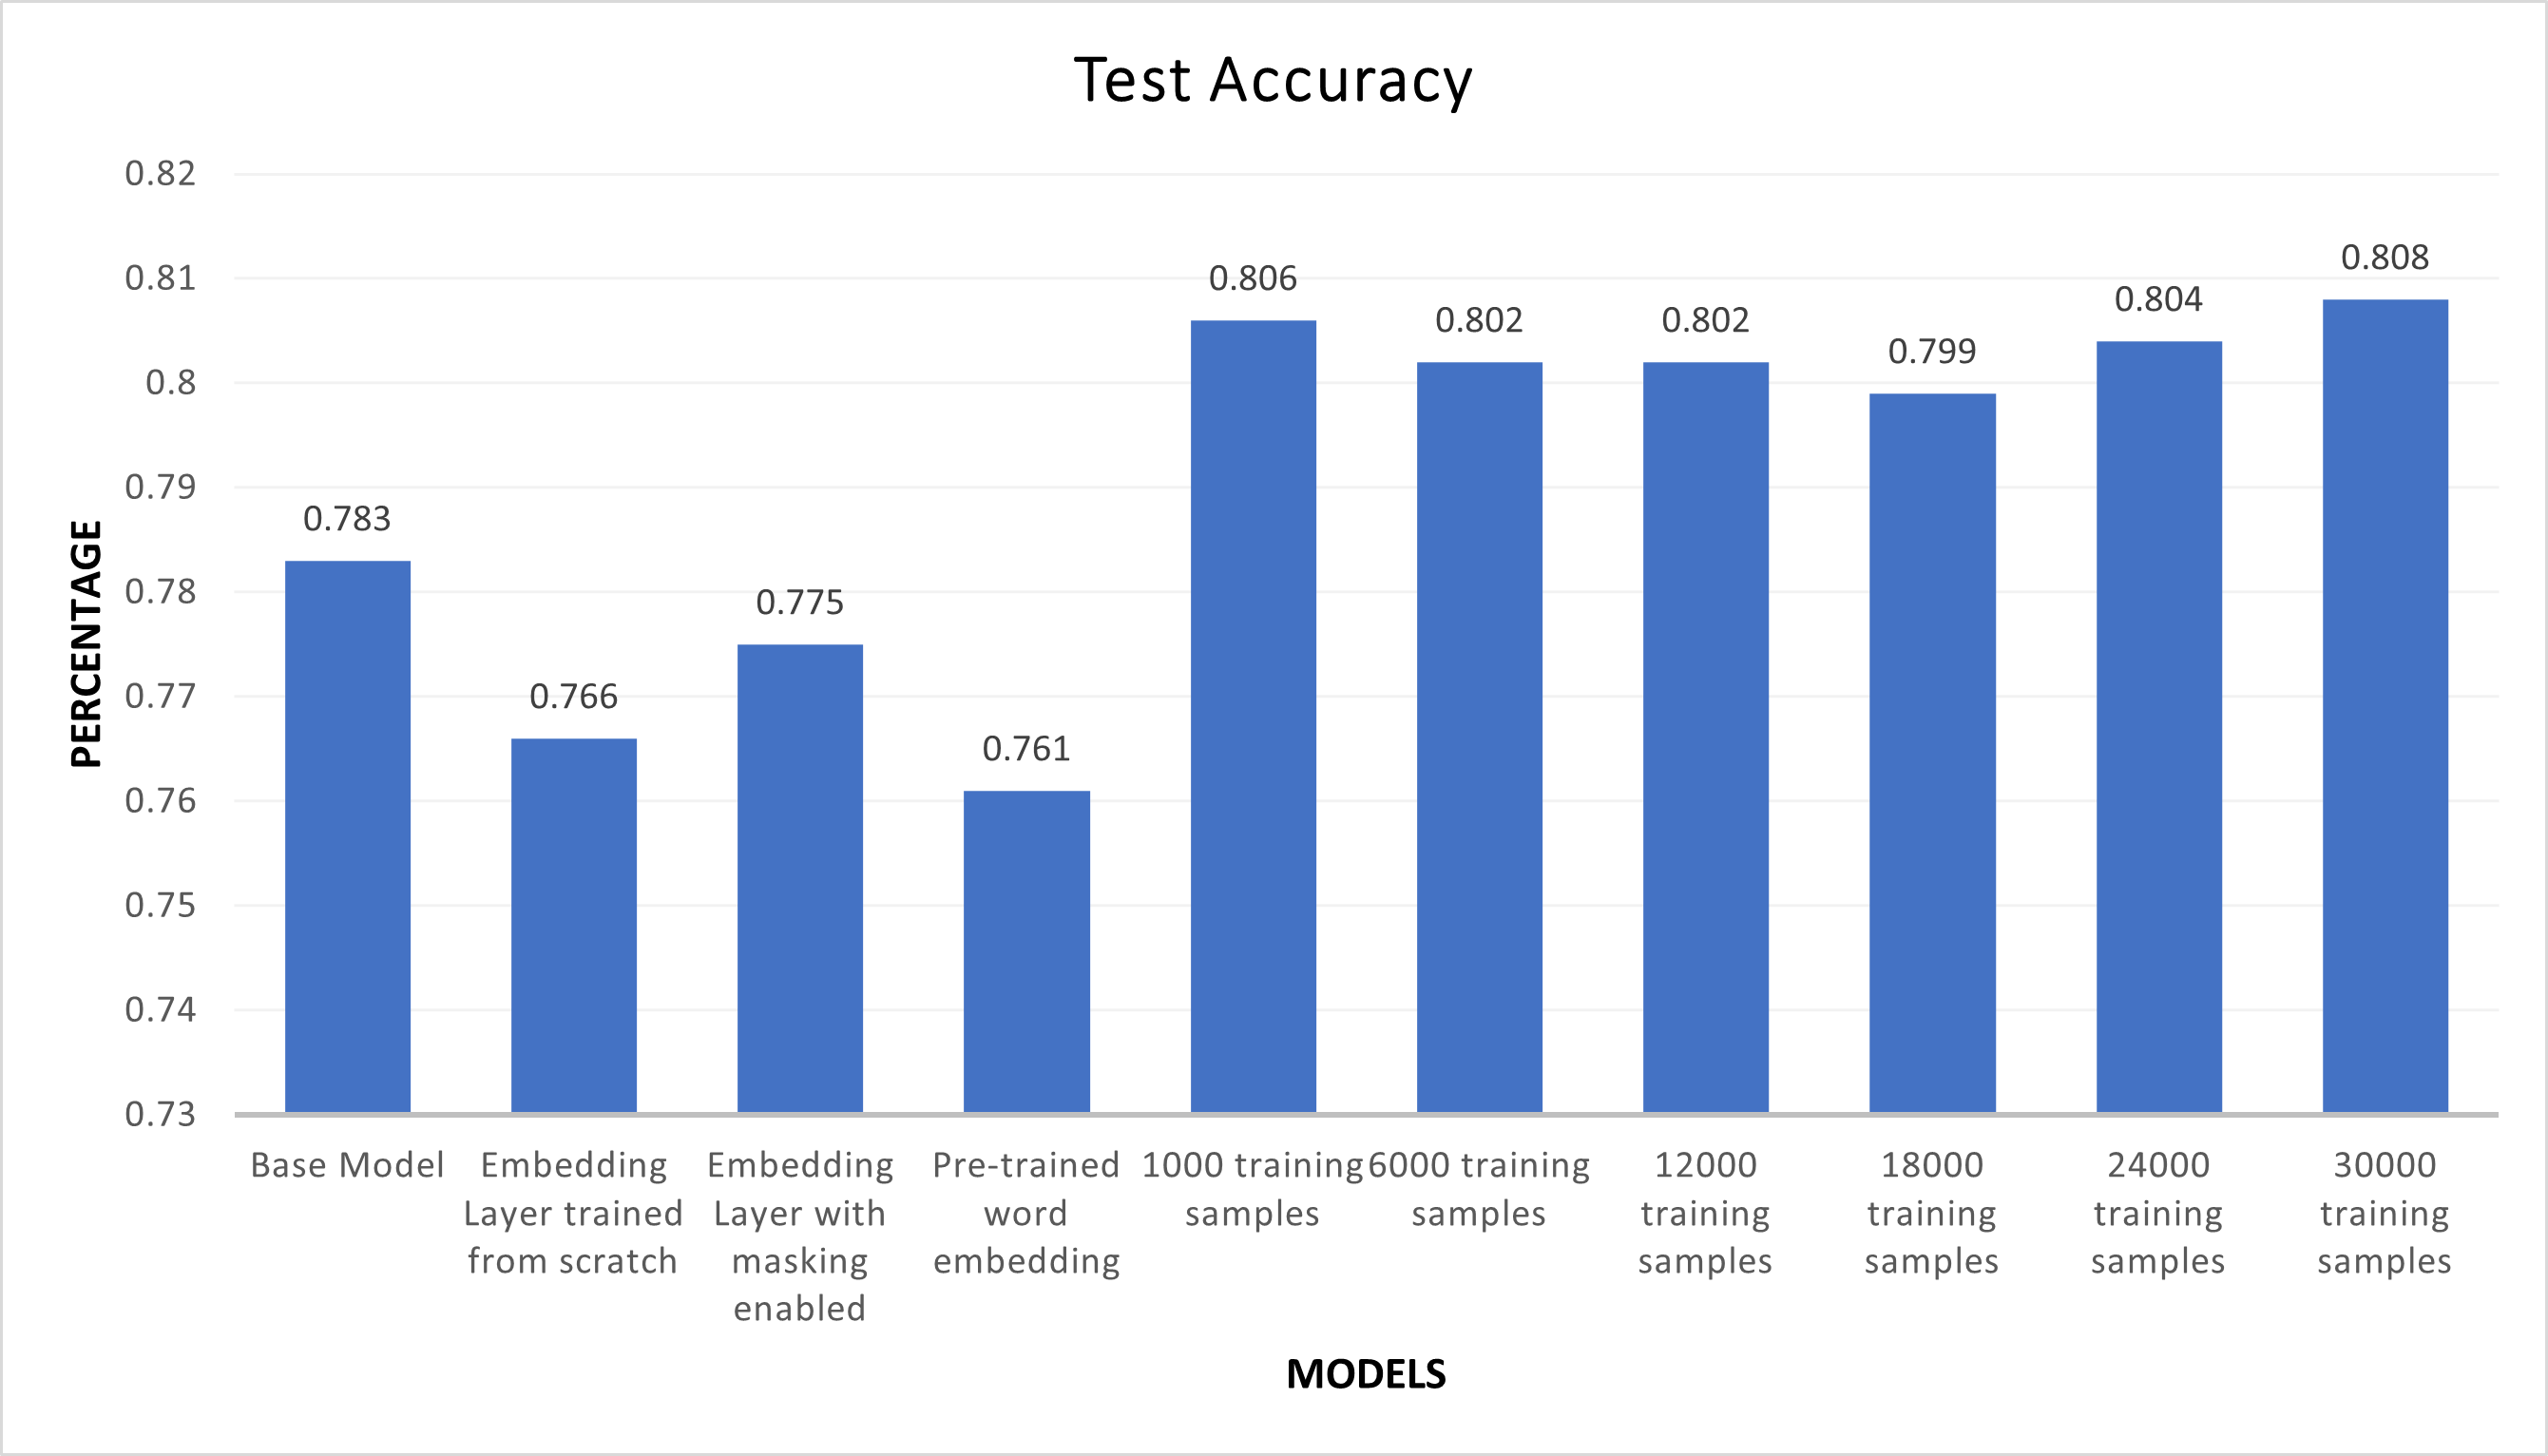 Test Accuracy
0.82
0.81
0.8
0.79
0.78
0.77
0.76
0.75
0.74
0.73
PERCENTAGE
0.783
0.766
0.775
0.761
0.806
0.802
0.802
0.799
0.804
0.808
Base Model
Embedding
Layer trained
from scratch
Embedding
Layer with
masking
enabled
Pre-trained
word
embedding
1000 training
samples
6000 training
samples
12000
training
samples
18000
training
samples
24000
training
samples
30000
training
samples
MODELS